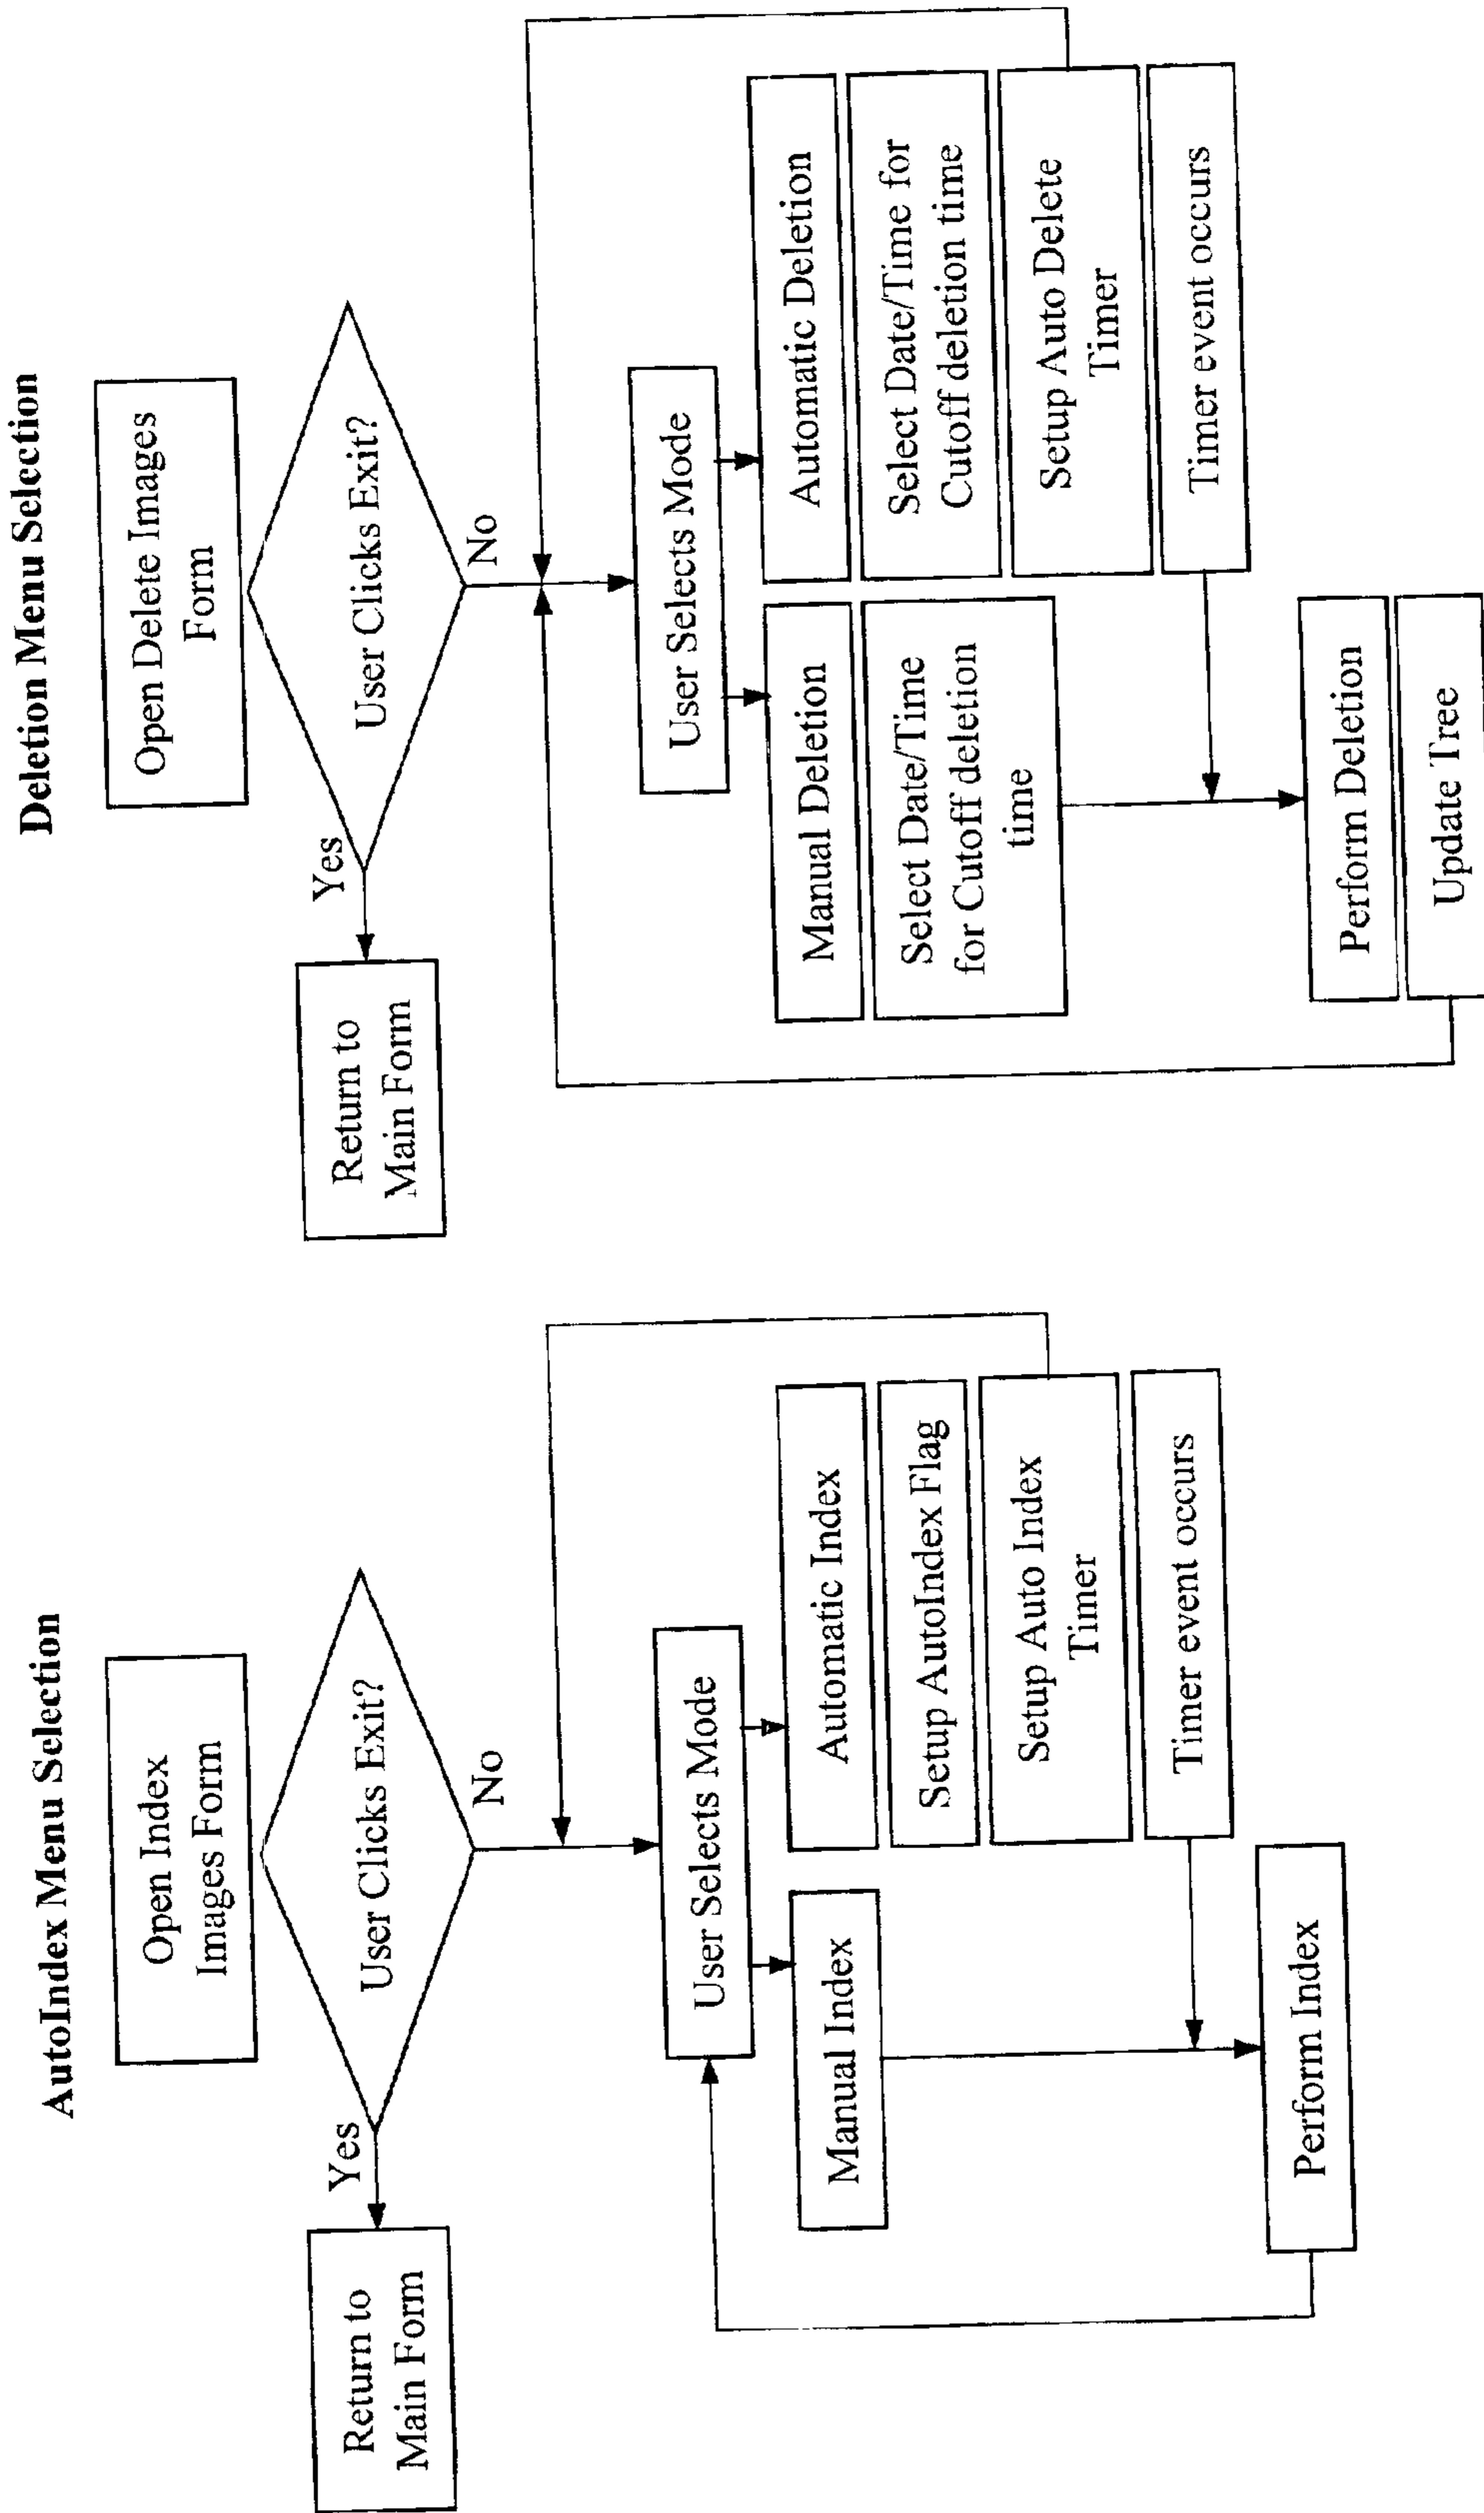 AutoIndex Menu Selection
Open Index
Images Form
User Clicks Exit?
Yes
No
Return to
Main Form
User Selects Mode
Manual Index
Automatic Index
Setup AutoIndex Flag
Setup Auto Index
Timer
Timer event occurs
Perform Index
Deletion Menu Selection
Open Delete Images
Form
User Clicks Exit?
Yes
No
Return to
Main Form
User Selects Mode
Manual Deletion
Select Date/Time
for Cutoff deletion
time
Automatic Deletion
Select Date/Time for
Cutoff deletion time
Setup Auto Delete
Timer
Timer event occurs
Perform Deletion
Update Tree